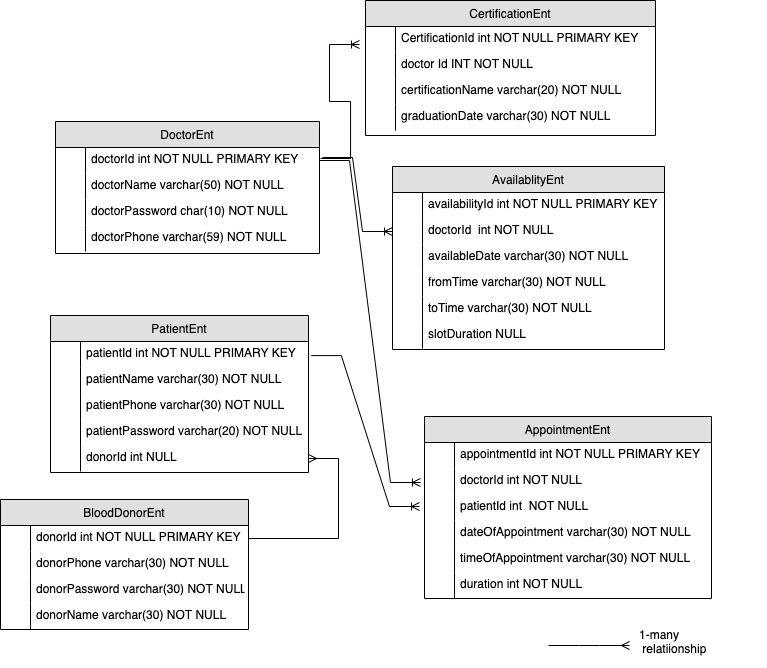 CertificationEnt
CertificationId int NOT NULL PRIMARY KEY
doctor Id INT NOT NULL
certificationName varchar(20) NOT NULL
graduationDate varchar(30) NOT NULL
DoctorEnt
doctorId int NOT NULL PRIMARY KEY
doctorName varchar(50) NOT NULL
doctorPassword char(10) NOT NULL
doctorPhone varchar(59) NOT NULL
AvailablityEnt
availabilityId int NOT NULL PRIMARY KEY
doctorId int NOT NULL
availableDate varchar(30) NOT NULL
fromTime varchar(30) NOT NULL
toTime varchar(30) NOT NULL
slotDuration NULL
PatientEnt
patientId int NOT NULL PRIMARY KEY
patientName varchar(30) NOT NULL
patientPhone varchar(30) NOT NULL
patientPassword varchar(20) NOT NULL
donorId int NULL
AppointmentEnt
appointmentId int NOT NULL PRIMARY KEY
doctorId int NOT NULL
patientId int NOT NULL
dateOfAppointment varchar(30) NOT NULL
timeOfAppointment varchar(30) NOT NULL
duration int NOT NULL
BloodDonorEnt
donorId int NOT NULL PRIMARY KEY
donorPhone varchar(30) NOT NULL
donorPassword varchar(30) NOT NULL
donorName varchar(30) NOT NULL
1-many
relatiionship